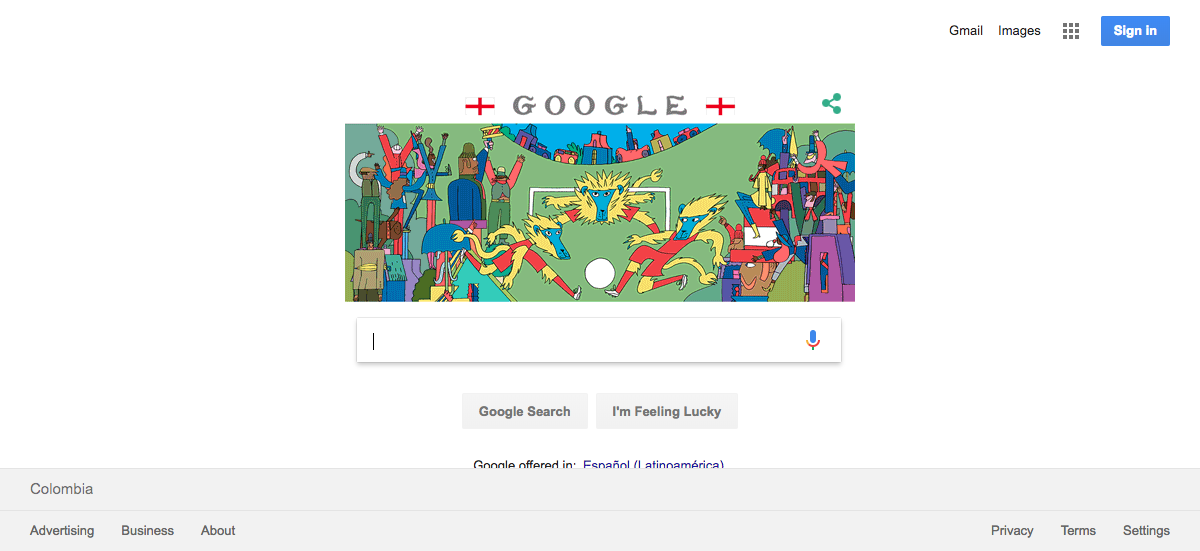 Gmail Images Sign in
GOOGLE
Google Search I'm Feeling Lucky
Google offered in: Español (Latinoamérica)
Colombia
Advertising Business About Privacy Terms Settings